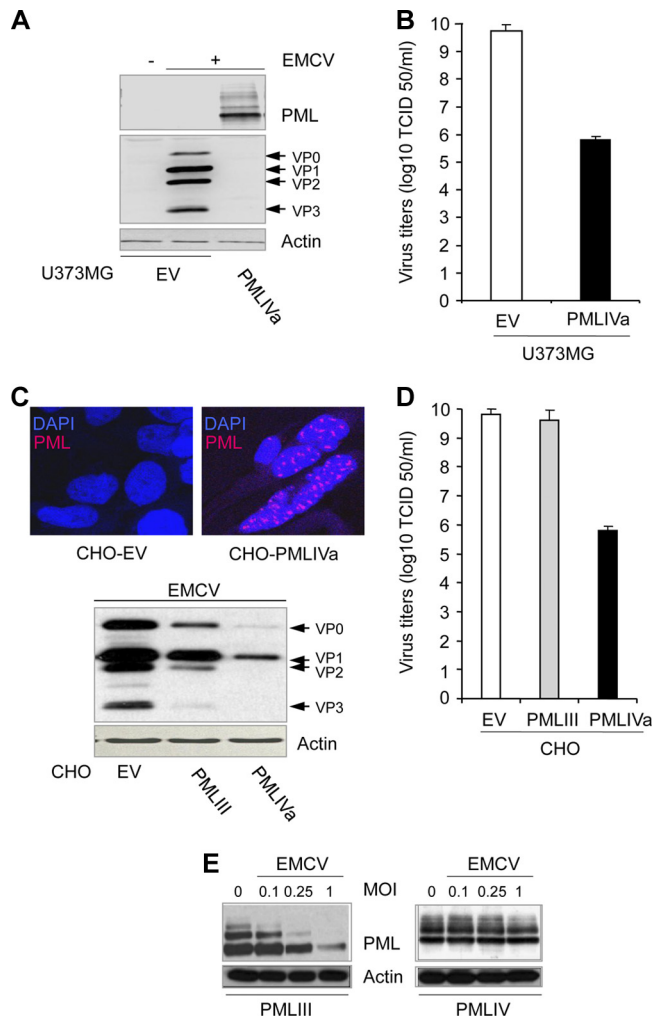 A
- + EMCV
PML
VP0
VP1
VP2
VP3
Actin
U373MG EV PMLIVa
B
Virus titers (log10 TCID 50/ml)
10
9
8
7
6
5
4
3
2
1
0
EV PMLIVa
U373MG
C
DAPI
PML
DAPI
PML
CHO-EV CHO-PMLIVa
EMCV
VP0
VP1
VP2
VP3
Actin
CHO EV PMLIII PMLIVa
D
Virus titers (log10 TCID 50/ml)
10
9
8
7
6
5
4
3
2
1
0
EV PMLIII PMLIVa
CHO
E
EMCV EMCV
0 0.1 0.25 1 MOI 0 0.1 0.25 1
PML
Actin
PMLIII PMLIV